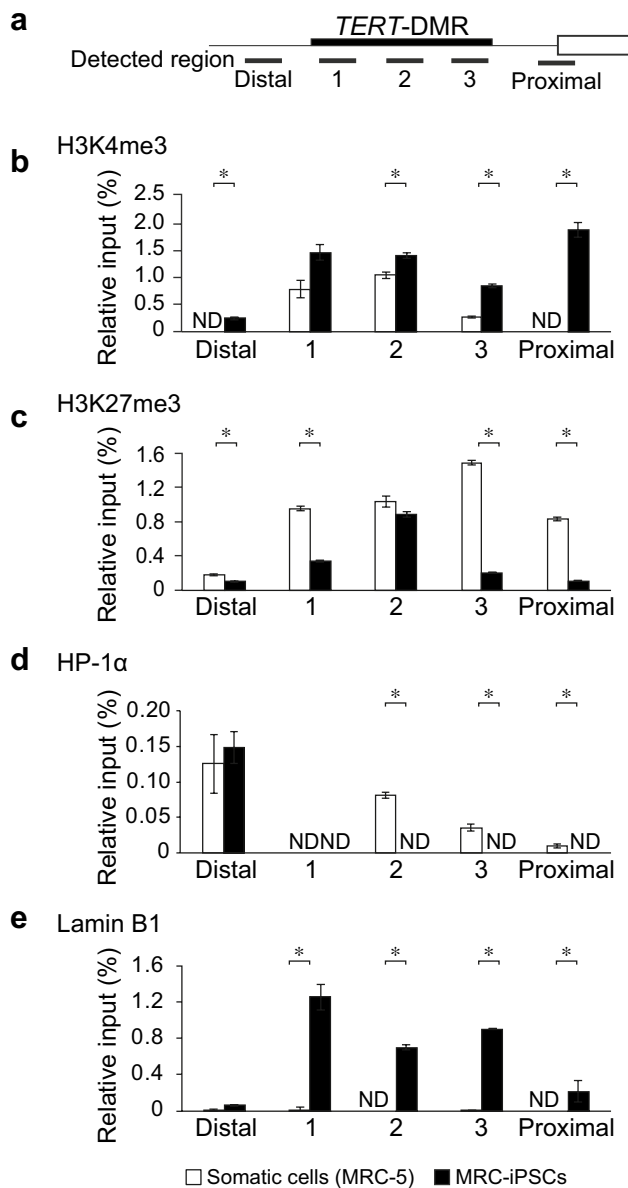 a
TERT-DMR
Detected region
Distal 1 2 3 Proximal
b H3K4me3
Relative input (%)
* * * *
2.5
2.0
1.5
1.0
0.5
0
ND ND
Distal 1 2 3 Proximal
c H3K27me3
Relative input (%)
* * * *
1.6
1.2
0.8
0.4
0
Distal 1 2 3 Proximal
d HP-1α
Relative input (%)
* * *
0.20
0.15
0.10
0.05
0
NDND ND ND ND
Distal 1 2 3 Proximal
e Lamin B1
Relative input (%)
* * * *
1.6
1.2
0.8
0.4
0
ND ND
Distal 1 2 3 Proximal
Somatic cells (MRC-5) MRC-iPSCs